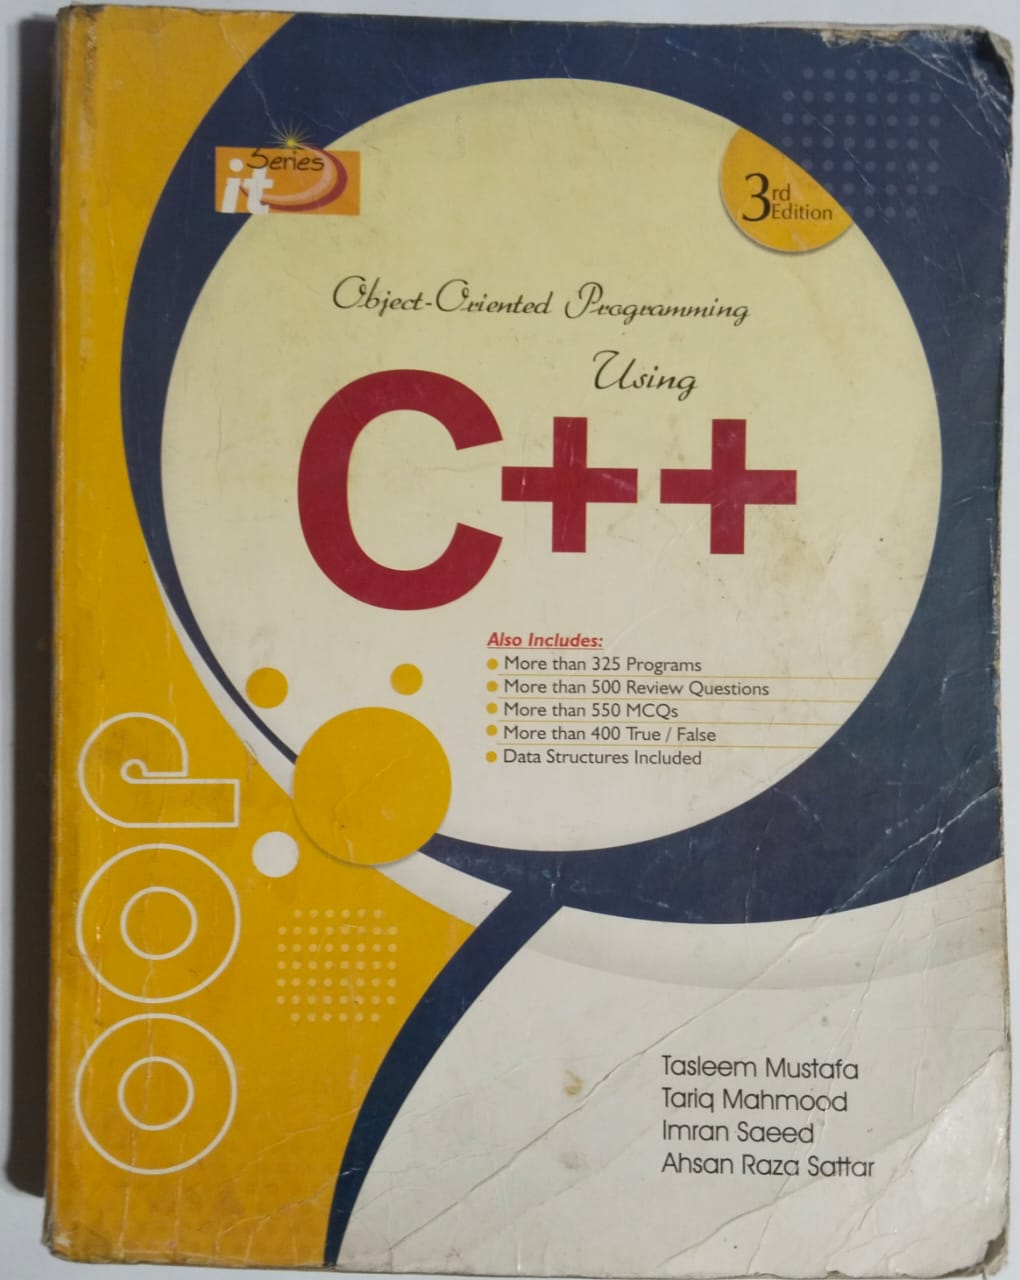 it Series
3rd
Edition
Object-Oriented Programming
Using
C++
Also Includes:
More than 325 Programs
More than 500 Review Questions
More than 550 MCQs
More than 400 True / False
Data Structures Included
OOP
Tasleem Mustafa
Tariq Mahmood
Imran Saeed
Ahsan Raza Sattar